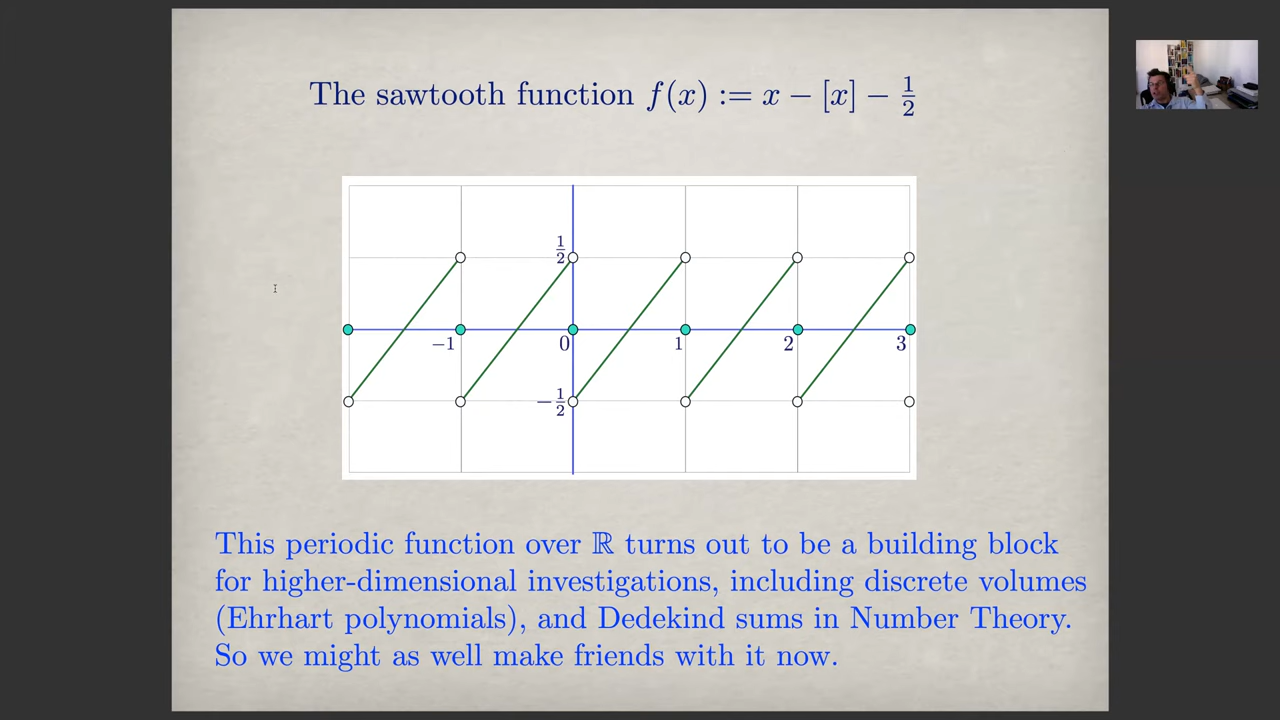 The sawtooth function f(x) := x − [x] − 1/2
1/2
−1 0 1 2 3
−1/2
This periodic function over ℝ turns out to be a building block
for higher-dimensional investigations, including discrete volumes
(Ehrhart polynomials), and Dedekind sums in Number Theory.
So we might as well make friends with it now.